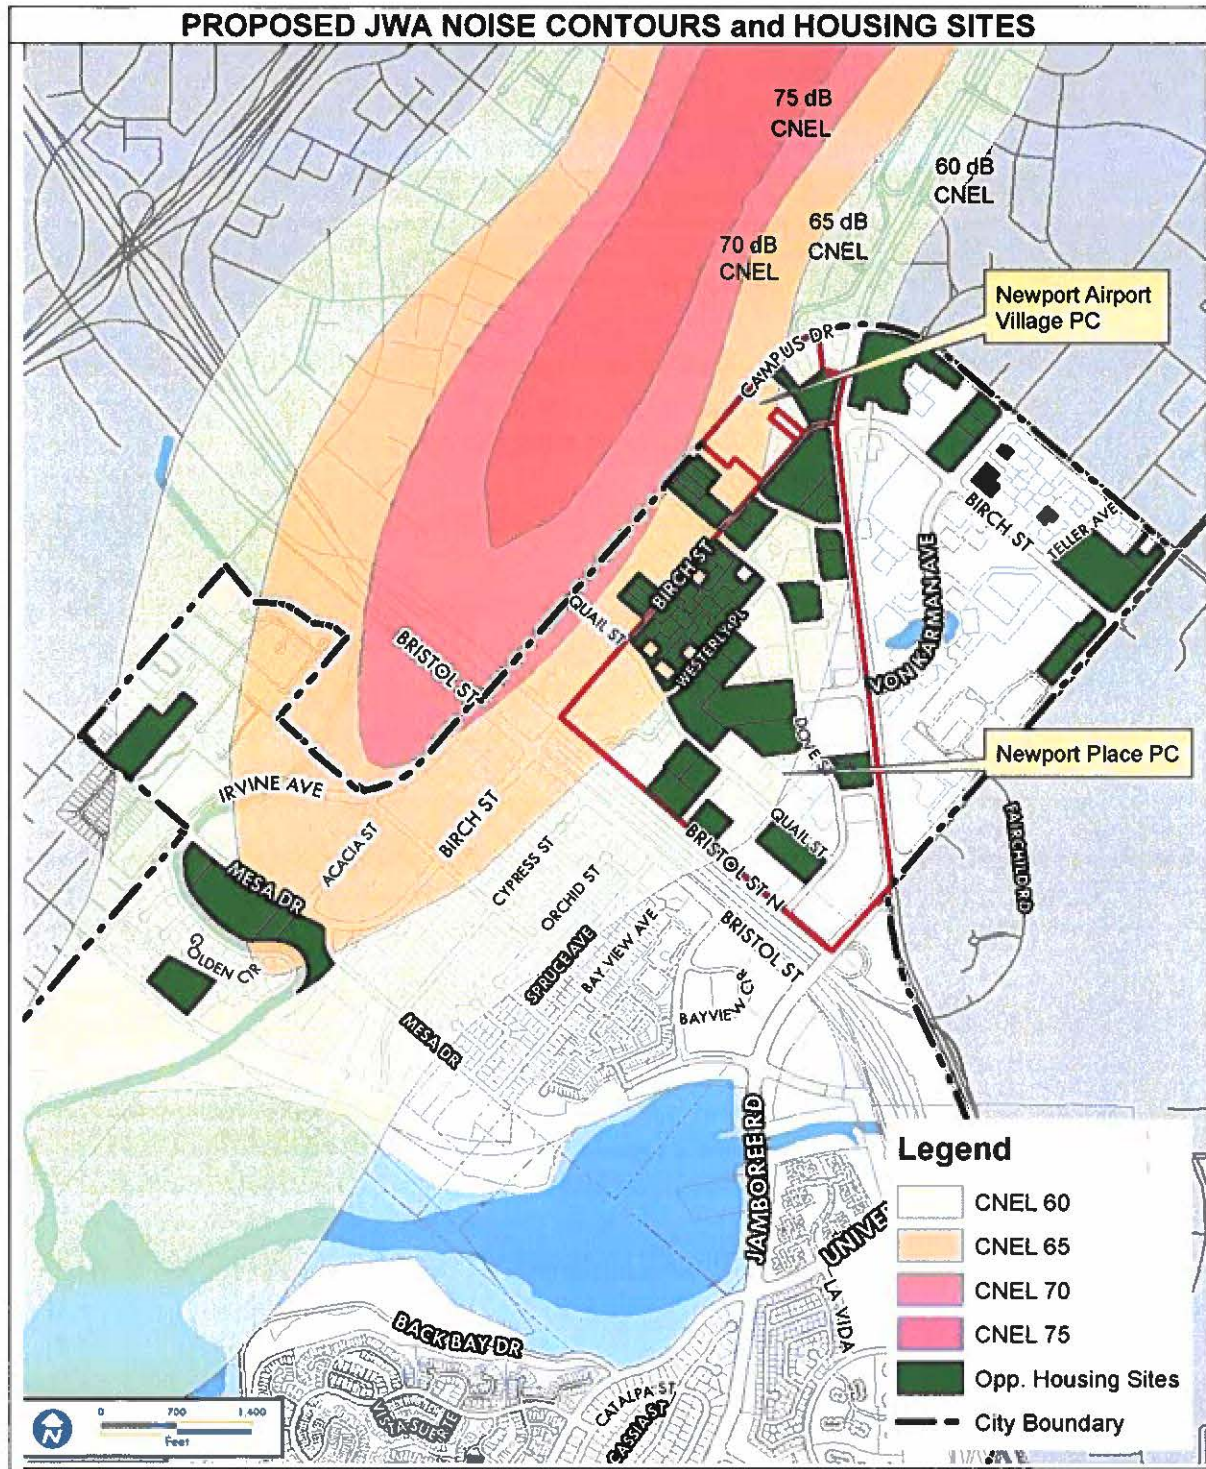 PROPOSED JWA NOISE CONTOURS and HOUSING SITES
75 dB
CNEL
60 dB
CNEL
65 dB
CNEL
70 dB
CNEL
Newport Airport
Village PC
CAMPUS DR
BIRCH ST
TELLER AVE
BIRCH ST
QUAIL ST
WESTERLY PL
VON KARMAN AVE
BRISTOL ST
DOVE ST
Newport Place PC
IRVINE AVE
ACACIA ST
BIRCH ST
CYPRESS ST
ORCHID ST
QUAIL ST
BRISTOL ST N
BRISTOL ST
FAIRCHILD RD
MESA DR
GOLDEN CIR
SPRUCE AVE
BAY VIEW AVE
BAYVIEW CIR
MESA DR
JAMBOREE RD
UNIVE
LA VIDA
BACK BAY DR
CATALPA ST
Legend
CNEL 60
CNEL 65
CNEL 70
CNEL 75
Opp. Housing Sites
City Boundary
N
0 700 1,400
Feet